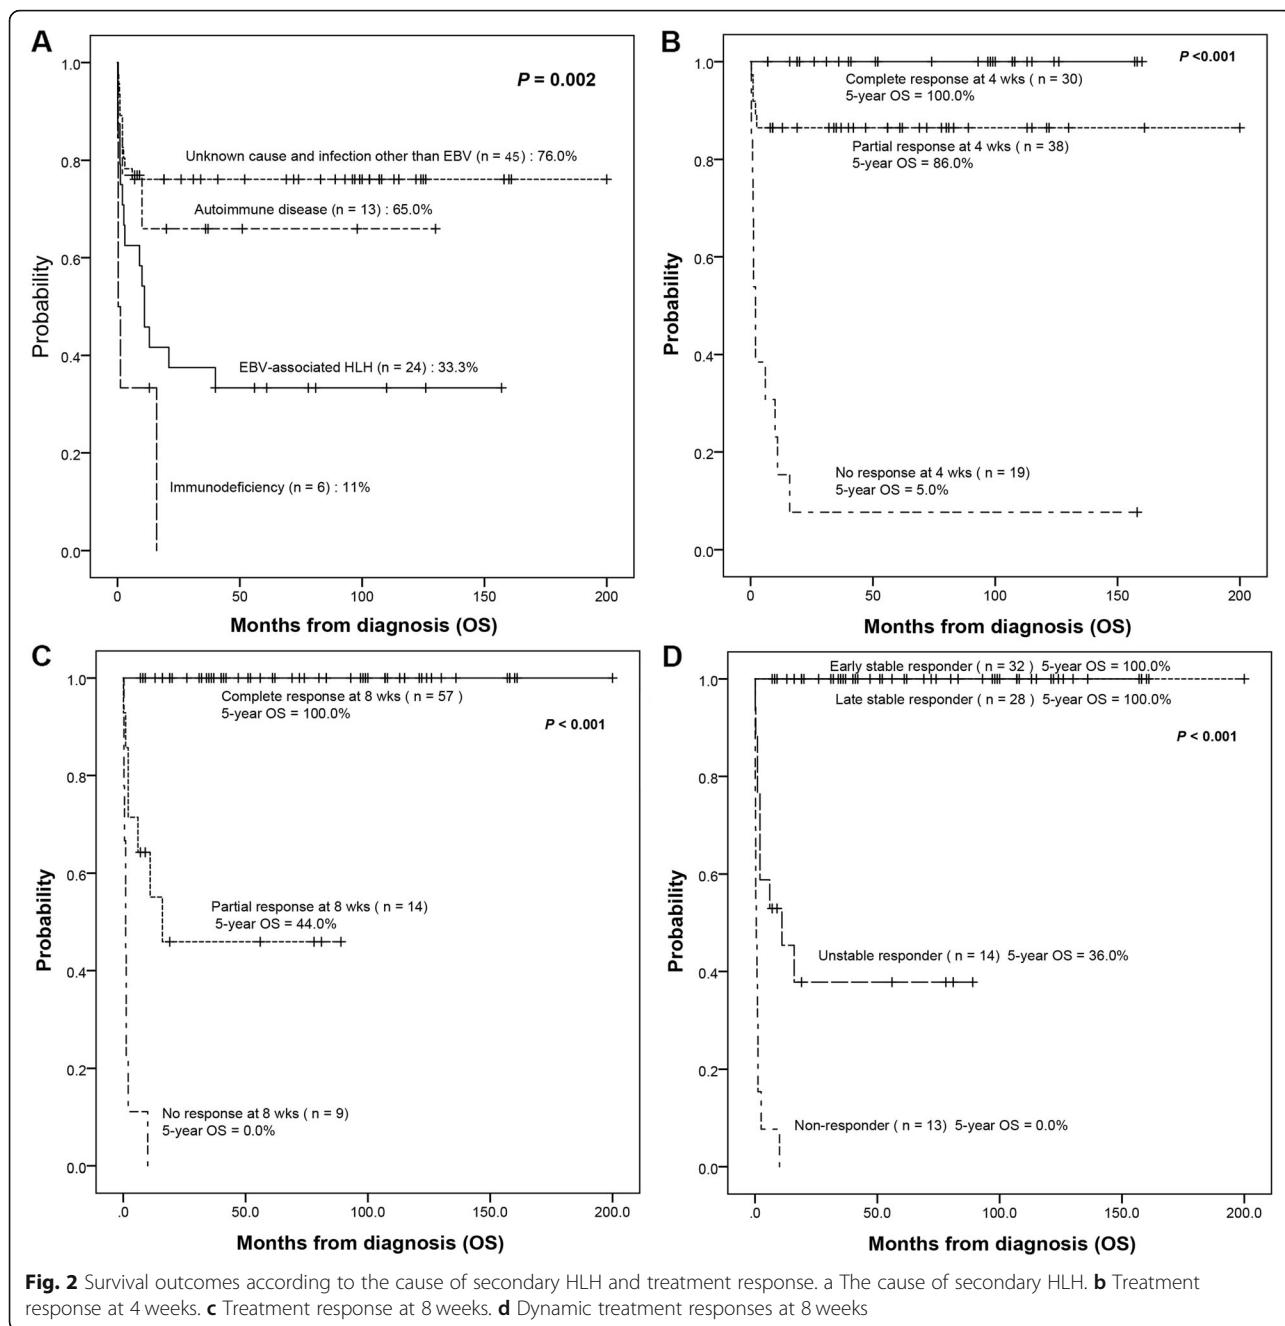 A
P = 0.002
1.0
0.8
0.6
0.4
0.2
0.0
Probability
Unknown cause and infection other than EBV (n = 45) : 76.0%
Autoimmune disease (n = 13) : 65.0%
EBV-associated HLH (n = 24) : 33.3%
Immunodeficiency (n = 6) : 11%
0 50 100 150 200
Months from diagnosis (OS)
B
P <0.001
1.0
0.8
0.6
0.4
0.2
0.0
Probability
Complete response at 4 wks ( n = 30)
5-year OS = 100.0%
Partial response at 4 wks ( n = 38)
5-year OS = 86.0%
No response at 4 wks ( n = 19)
5-year OS = 5.0%
0 50 100 150 200
Months from diagnosis (OS)
C
1.0
0.8
0.6
0.4
0.2
0.0
Probability
Complete response at 8 wks ( n = 57 )
5-year OS = 100.0%
P < 0.001
Partial response at 8 wks ( n = 14)
5-year OS = 44.0%
No response at 8 wks ( n = 9)
5-year OS = 0.0%
.0 50.0 100.0 150.0 200.0
Months from diagnosis (OS)
D
1.0
0.8
0.6
0.4
0.2
0.0
Probability
Early stable responder ( n = 32 ) 5-year OS = 100.0%
Late stable responder ( n = 28 ) 5-year OS = 100.0%
P < 0.001
Unstable responder ( n = 14) 5-year OS = 36.0%
Non-responder ( n = 13) 5-year OS = 0.0%
.0 50.0 100.0 150.0 200.0
Months from diagnosis (OS)
Fig. 2 Survival outcomes according to the cause of secondary HLH and treatment response. a The cause of secondary HLH. b Treatment
response at 4 weeks. c Treatment response at 8 weeks. d Dynamic treatment responses at 8 weeks